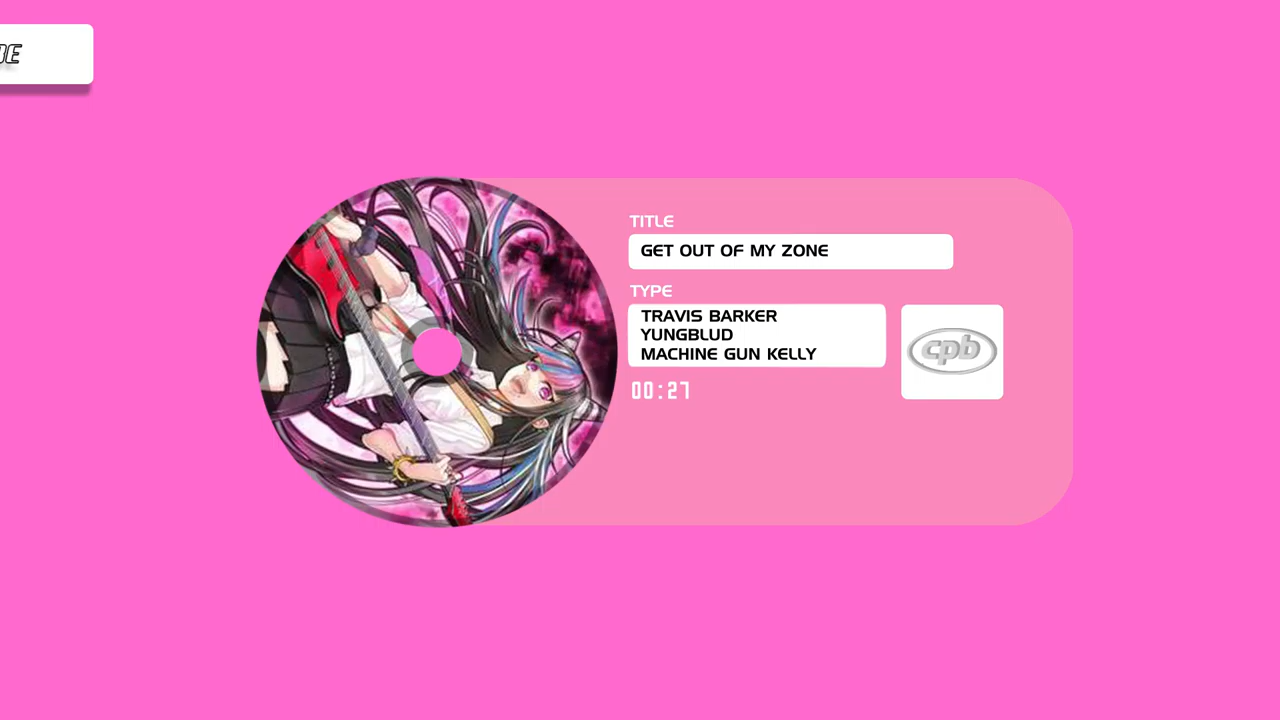 TITLE
GET OUT OF MY ZONE
TYPE
TRAVIS BARKER
YUNGBLUD
MACHINE GUN KELLY
cpb
00:27